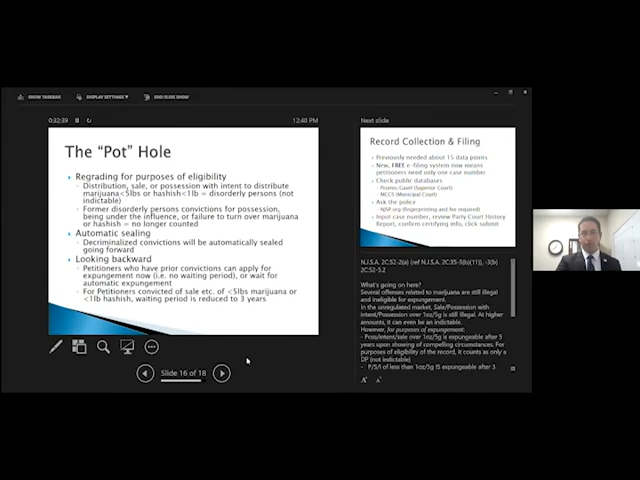 SHOW TASKBAR
DISPLAY SETTINGS ▾
END SLIDE SHOW
0:32:39
12:40 PM
The "Pot" Hole
Regrading for purposes of eligibility
Distribution, sale, or possession with intent to distribute
marijuana<5lbs or hashish<1lb = disorderly persons (not
indictable)
Former disorderly persons convictions for possession,
being under the influence, or failure to turn over marijuana
or hashish = no longer counted
Automatic sealing
Decriminalized convictions will be automatically sealed
going forward
Looking backward
Petitioners who have prior convictions can apply for
expungement now (i.e. no waiting period), or wait for
automatic expungement
For Petitioners convicted of sale etc. of <5lbs marijuana or
<1lb hashish, waiting period is reduced to 3 years
Slide 16 of 18
Next slide
Record Collection & Filing
Previously needed about 15 data points
New, FREE e-filing system now means
petitioners need only one case number
Check public databases
Promis/Gavel (Superior Court)
MCCS (Municipal Court)
Ask the police
NJSP.org (fingerprinting and fee required)
Input case number, review Party Court History
Report, confirm certifying info, click submit
N.J.S.A. 2C:52-2(a) (ref N.J.S.A. 2C:35-5(b)(11)), -3(b)
2C:52-5.2
What's going on here?
Several offenses related to marijuana are still illegal
and ineligible for expungement.
In the unregulated market, Sale/Possession with
intent/Possession over 1oz/5g is still illegal. At higher
amounts, it can even be an indictable.
However, for purposes of expungement:
- Poss/intent/sale over 1oz/5g is expungeable after 3
years upon showing of compelling circumstances. For
purposes of eligibility of the record, it counts as only a
DP (not indictable)
- P/S/I of less than 1oz/5g IS expungeable after 3